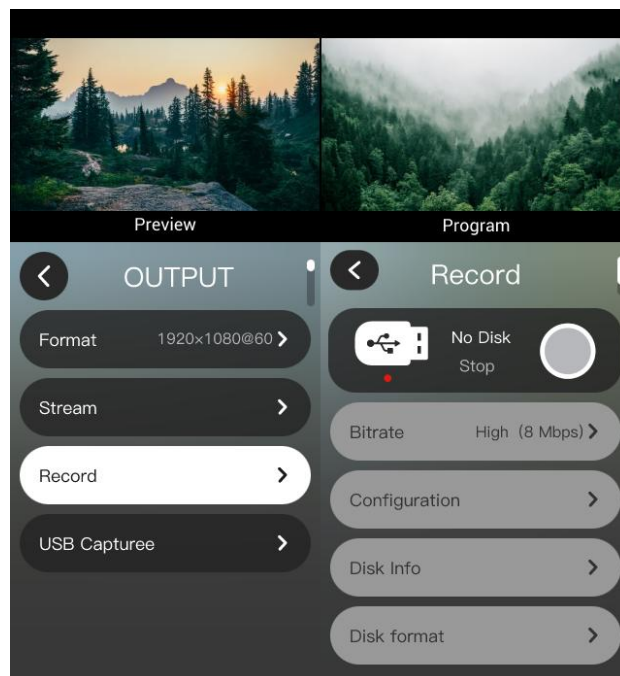 Preview
Program
OUTPUT
Format 1920×1080@60
Stream
Record
USB Capturee
Record
No Disk
Stop
Bitrate High (8 Mbps)
Configuration
Disk Info
Disk format